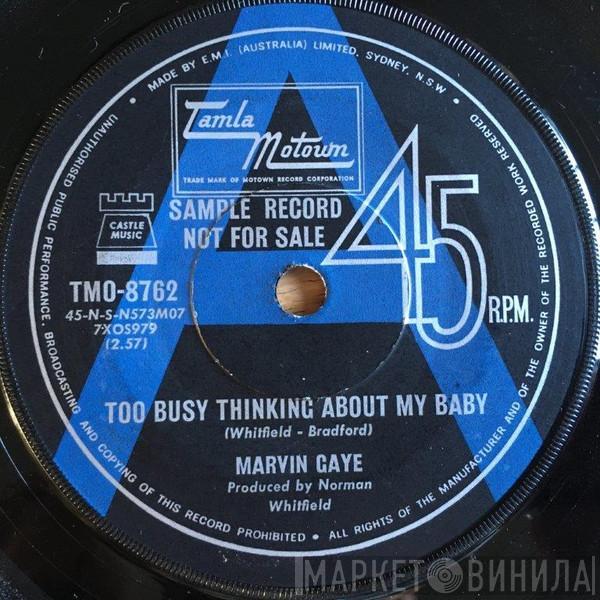 MADE BY E.M.I. (AUSTRALIA) LIMITED. SYDNEY. N.S.W.
Tamla
Motown
TRADE MARK OF MOTOWN RECORD CORPORATION
45
R.P.M.
SAMPLE RECORD
NOT FOR SALE
CASTLE
MUSIC
TMO-8762
45-N-S-N573M07
7XOS979
(2.57)
TOO BUSY THINKING ABOUT MY BABY
(Whitfield - Bradford)
MARVIN GAYE
Produced by Norman
Whitfield
UNAUTHORISED PUBLIC PERFORMANCE, BROADCASTING AND COPYING OF THIS RECORD PROHIBITED • ALL RIGHTS OF THE MANUFACTURER AND OF THE OWNER OF THE RECORDED WORK RESERVED
МАРКЕТ ВИНИЛА